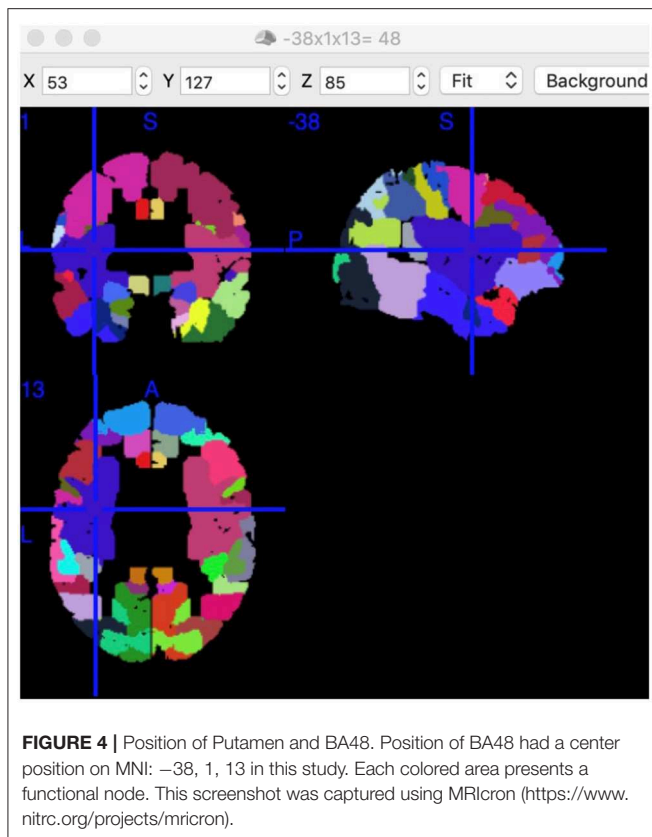 -38x1x13= 48
X 53 Y 127 Z 85 Fit Background
1 S -38 S
L P
13 A
L
FIGURE 4 | Position of Putamen and BA48. Position of BA48 had a center
position on MNI: −38, 1, 13 in this study. Each colored area presents a
functional node. This screenshot was captured using MRIcron (https://www.
nitrc.org/projects/mricron).